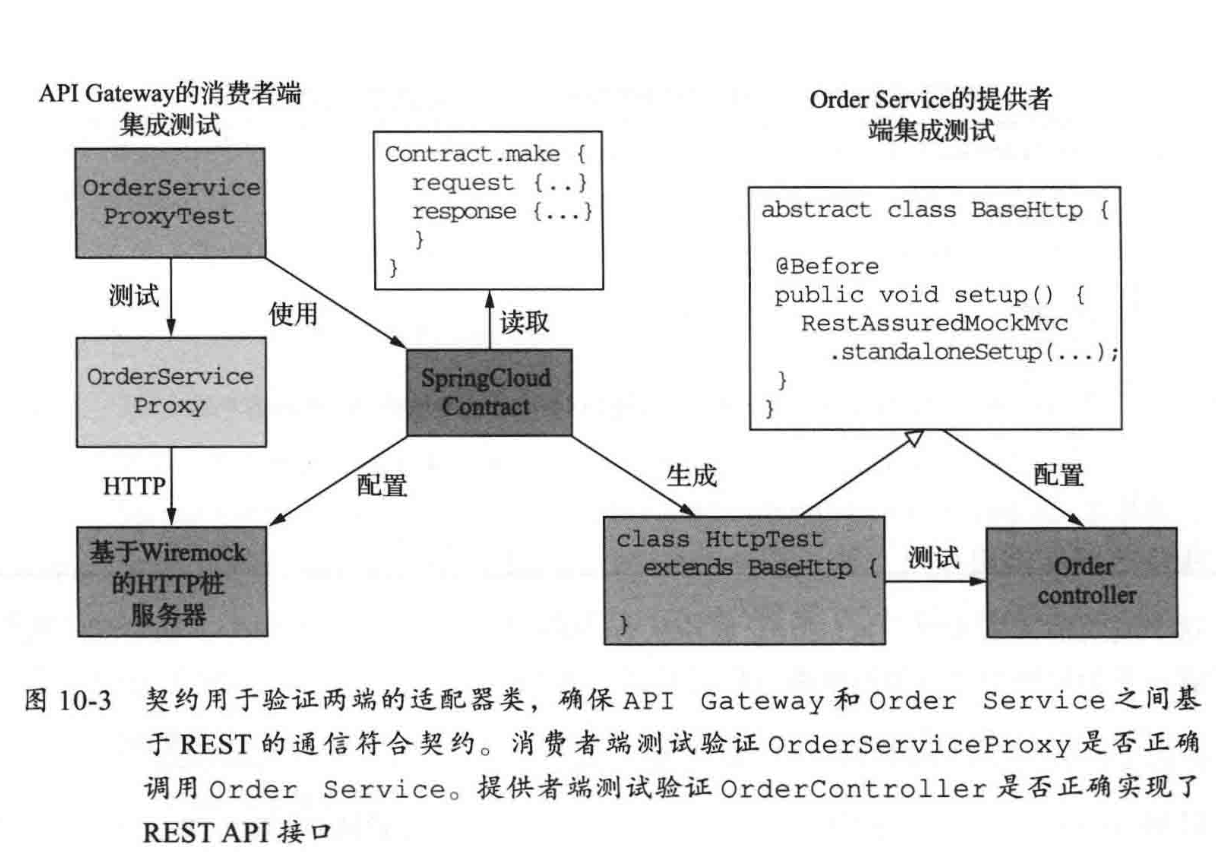 API Gateway的消费者端
集成测试
OrderService
ProxyTest
测试
使用
OrderService
Proxy
HTTP
基于Wiremock
的HTTP桩
服务器
Contract.make {
request {..}
response {...}
}
}
读取
SpringCloud
Contract
配置
生成
Order Service的提供者
端集成测试
abstract class BaseHttp {
@Before
public void setup() {
RestAssuredMockMvc
.standaloneSetup(...);
}
}
配置
class HttpTest
extends BaseHttp {
}
测试
Order
controller
图 10-3 契约用于验证两端的适配器类，确保 API Gateway 和 Order Service 之间基
于 REST 的通信符合契约。消费者端测试验证 OrderServiceProxy 是否正确
调用 Order Service。提供者端测试验证 OrderController 是否正确实现了
REST API 接口